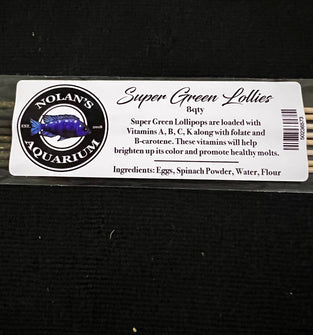 NOLAN'S
AQUARIUM
EST.
Super Green Lollies
8qty
Super Green Lollipops are loaded with
Vitamins A, B, C, K along with folate and
B-carotene. These vitamins will help
brighten up its color and promote healthy molts.
Ingredients: Eggs, Spinach Powder, Water, Flour